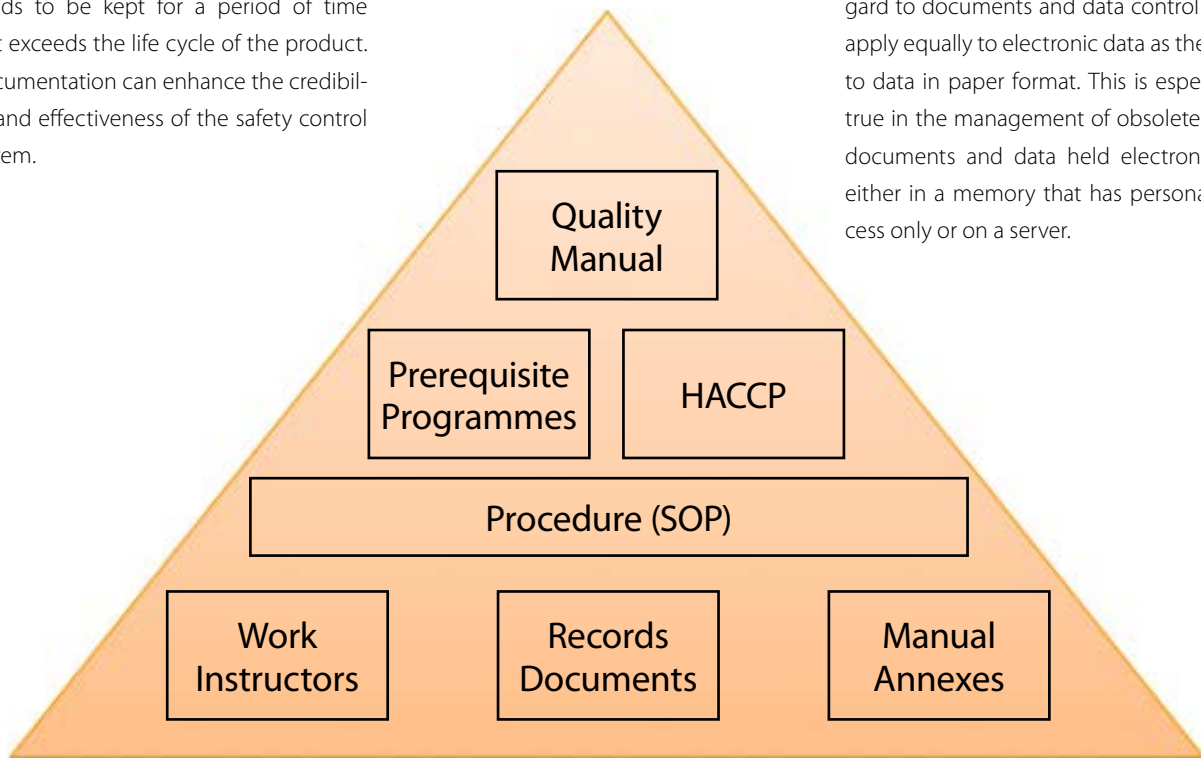 ds to be kept for a period of time
t exceeds the life cycle of the product.
cumentation can enhance the credibil-
and effectiveness of the safety control
em.
gard to documents and data control
apply equally to electronic data as the
to data in paper format. This is espe
true in the management of obsolete
documents and data held electron
either in a memory that has persona
cess only or on a server.
Quality
Manual
Prerequisite
Programmes
HACCP
Procedure (SOP)
Work
Instructors
Records
Documents
Manual
Annexes